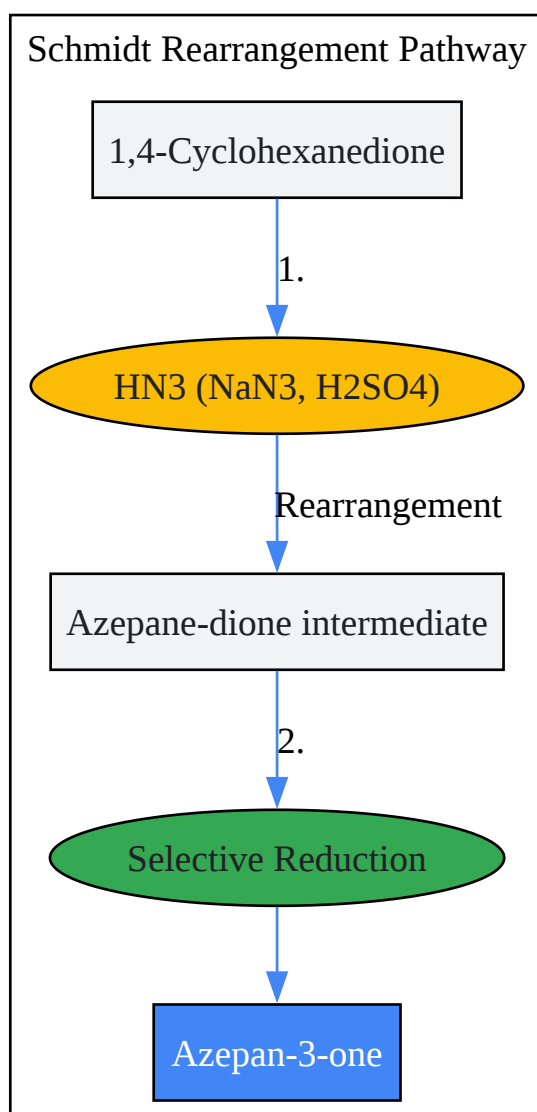 Schmidt Rearrangement Pathway
1,4-Cyclohexanedione
1.
HN3 (NaN3, H2SO4)
Rearrangement
Azepane-dione intermediate
2.
Selective Reduction
Azepan-3-one